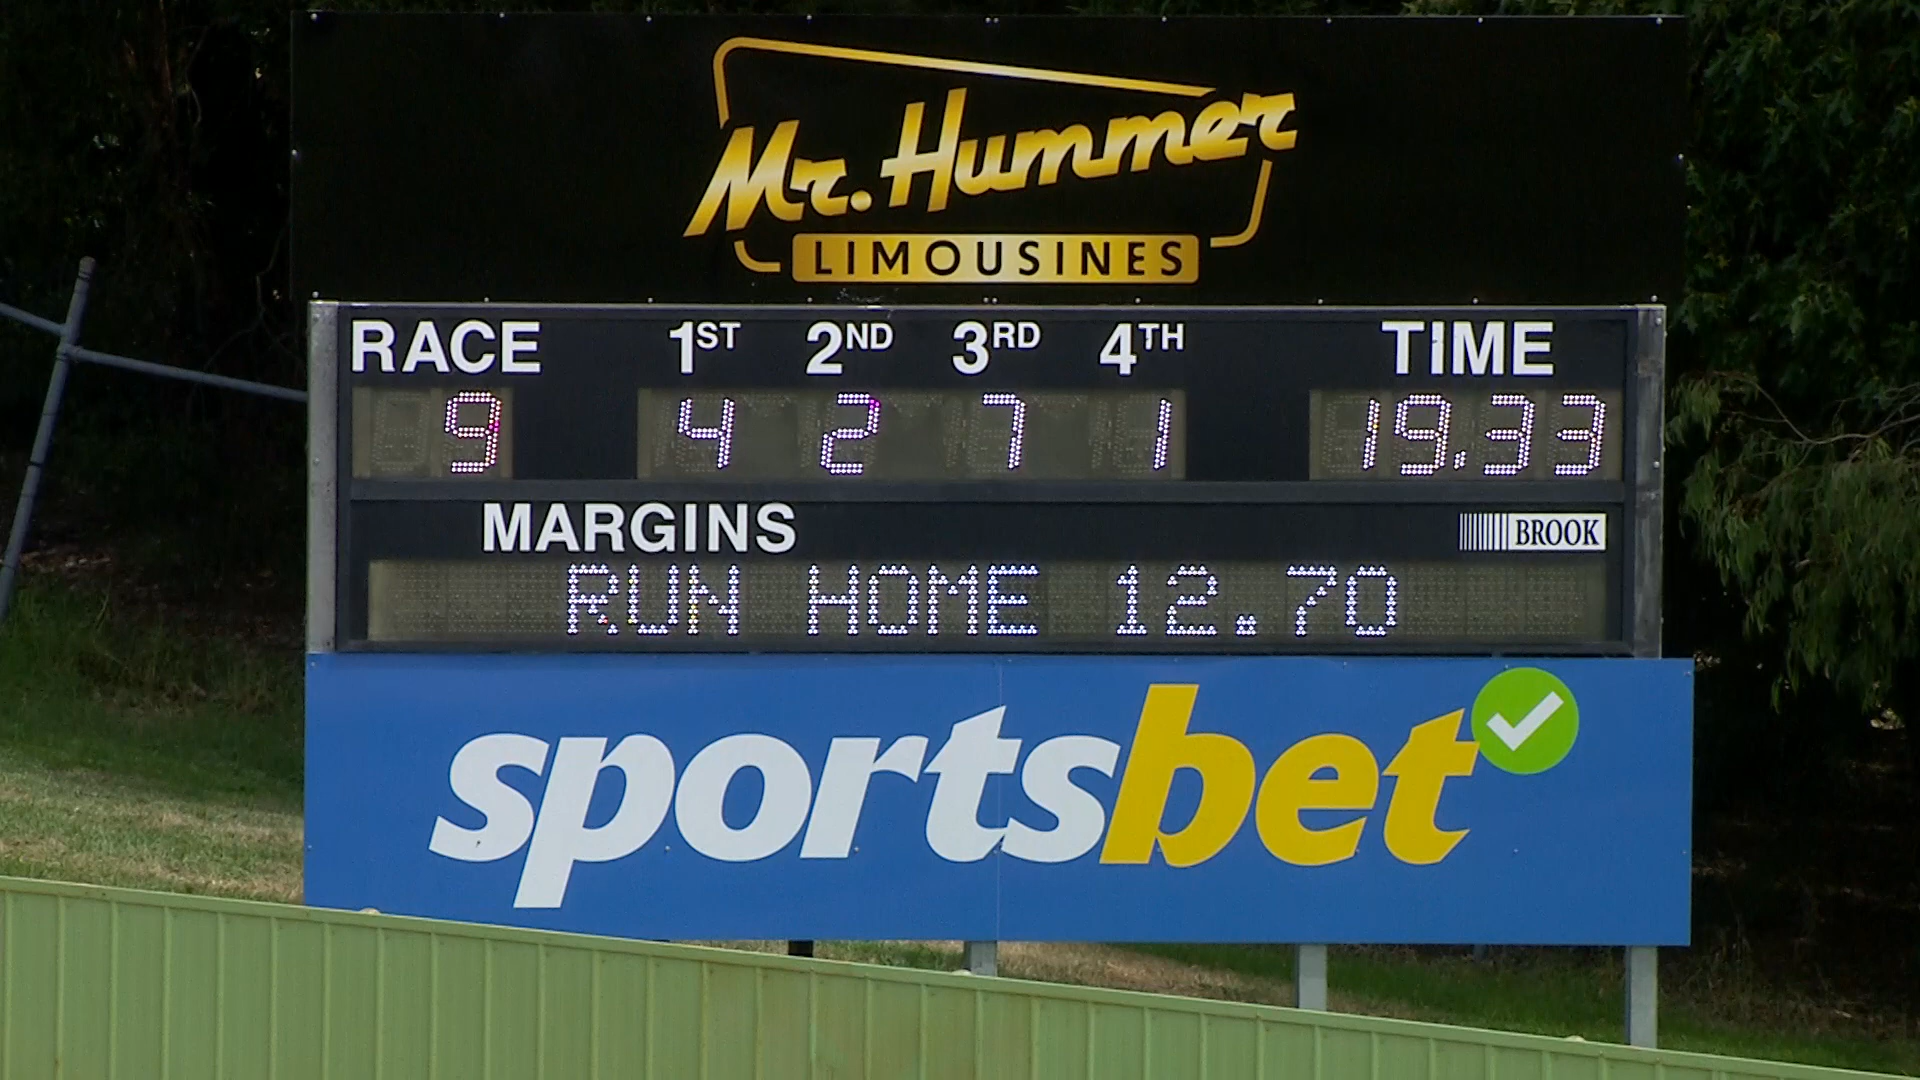 Mr. Hummer
LIMOUSINES
RACE 1ST 2ND 3RD 4TH TIME
9 4 2 7 1 19.33
MARGINS BROOK
RUN HOME 12.70
sportsbet